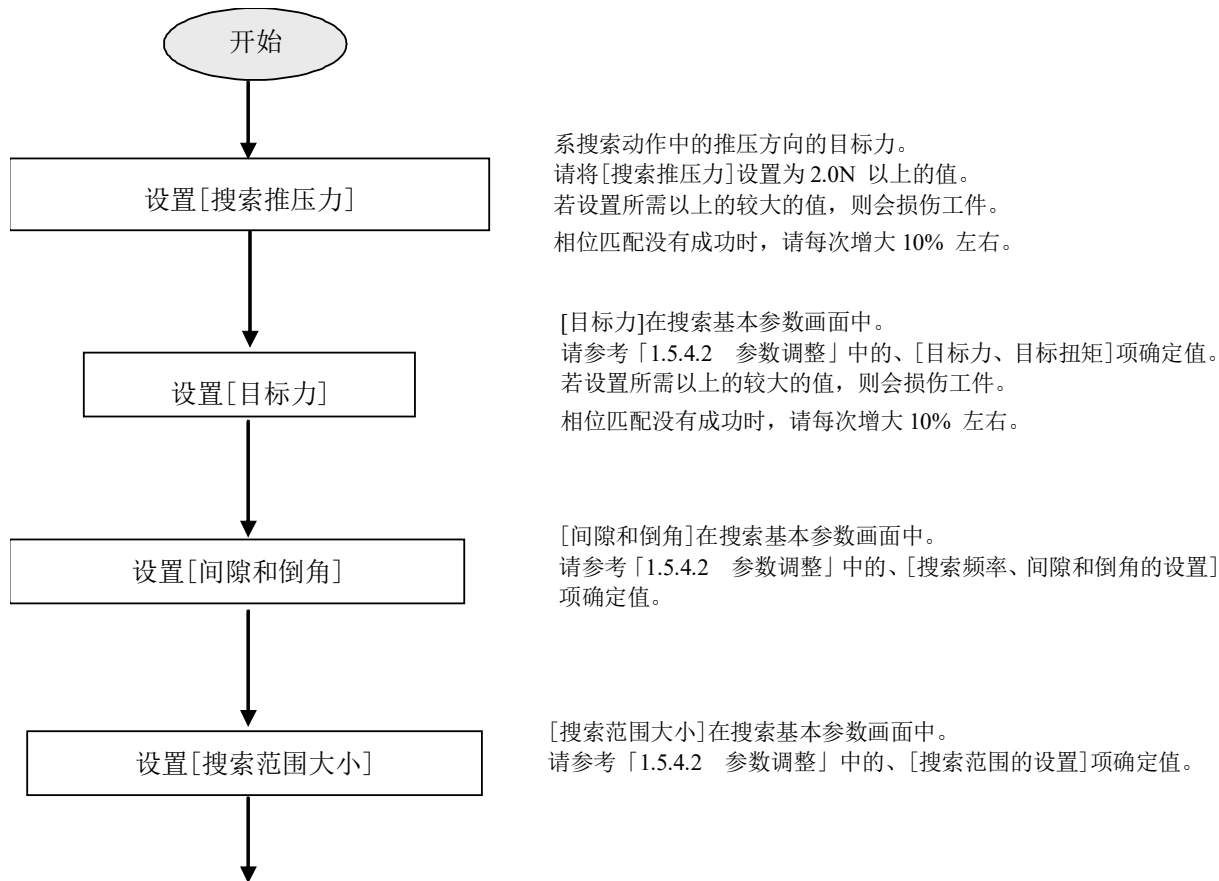 开始
设置[搜索推压力]
系搜索动作中的推压方向的目标力。
请将[搜索推压力]设置为 2.0N 以上的值。
若设置所需以上的较大的值，则会损伤工件。
相位匹配没有成功时，请每次增大 10% 左右。
设置[目标力]
[目标力]在搜索基本参数画面中。
请参考「1.5.4.2　参数调整」中的、[目标力、目标扭矩]项确定值。
若设置所需以上的较大的值，则会损伤工件。
相位匹配没有成功时，请每次增大 10% 左右。
设置[间隙和倒角]
[间隙和倒角]在搜索基本参数画面中。
请参考「1.5.4.2　参数调整」中的、[搜索频率、间隙和倒角的设置]
项确定值。
设置[搜索范围大小]
[搜索范围大小]在搜索基本参数画面中。
请参考「1.5.4.2　参数调整」中的、[搜索范围的设置]项确定值。